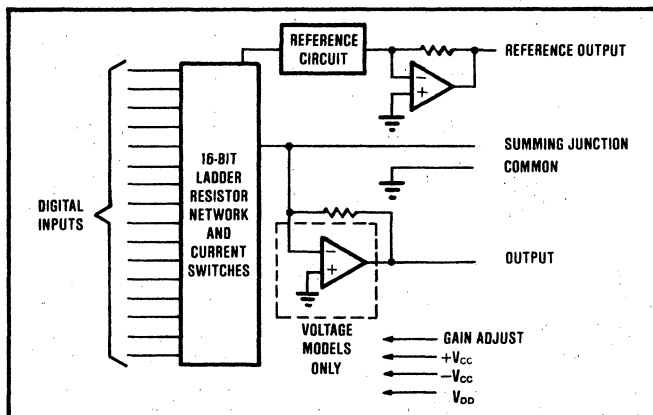 REFERENCE
CIRCUIT
REFERENCE OUTPUT
-
+
DIGITAL
INPUTS
16-BIT
LADDER
RESISTOR
NETWORK
AND
CURRENT
SWITCHES
SUMMING JUNCTION
COMMON
-
+
OUTPUT
VOLTAGE
MODELS
ONLY
GAIN ADJUST
+VCC
-VCC
VDD